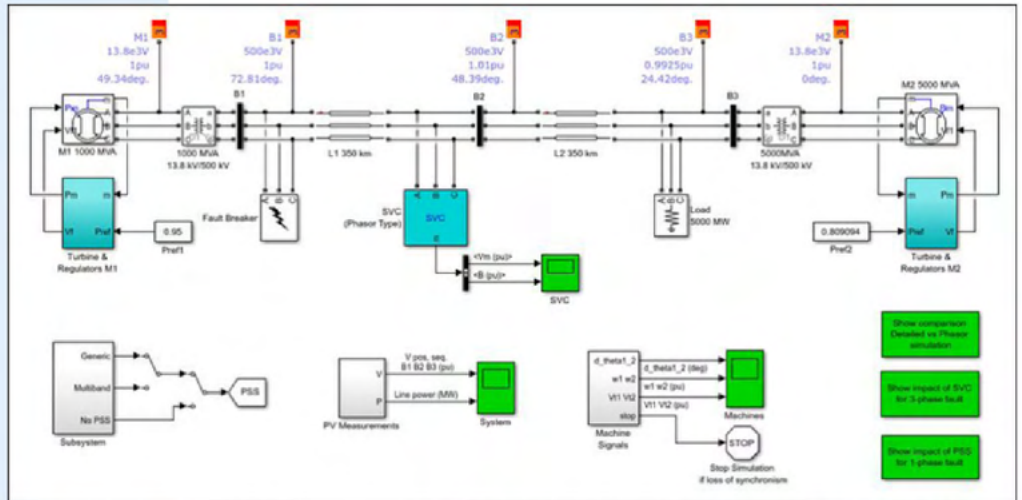 M1
13.8e3V
1pu
49.34deg.
B1
500e3V
1pu
72.81deg.
B2
500e3V
1.01pu
48.39deg.
B3
500e3V
0.9925pu
24.42deg.
M2
13.8e3V
1pu
0deg.
M1 1000 MVA
Pm
Vf
m
A
B
C
A
B
C
a
b
c
1000 MVA
13.8 kV/500 kV
B1
L1 350 km
B2
L2 350 km
B3
5000MVA
13.8 kV/500 kV
M2 5000 MVA
Pm
m
Vf
Pref
Turbine &
Regulators M1
0.95
Pref1
Fault Breaker
A
B
C
SVC
(Phasor Type)
A
B
C
SVC
m
<Vm (pu)>
<B (pu)>
SVC
A
B
C
Load
5000 MW
0.809094
Pref2
m
Pm
Pref
Vf
Turbine &
Regulators M2
Generic
Multiband
No PSS
Subsystem
PSS
V
P
PV Measurements
V pos. seq.
B1 B2 B3 (pu)
Line power (MW)
System
d_theta1_2
w1 w2
Vt1 Vt2
stop
Machine
Signals
d_theta1_2 (deg)
w1 w2 (pu)
Vt1 Vt2 (pu)
Machines
STOP
Stop Simulation
if loss of synchronism
Show comparison
Detailed vs Phasor
simulation
Show impact of SVC
for 3-phase fault
Show impact of PSS
for 1-phase fault